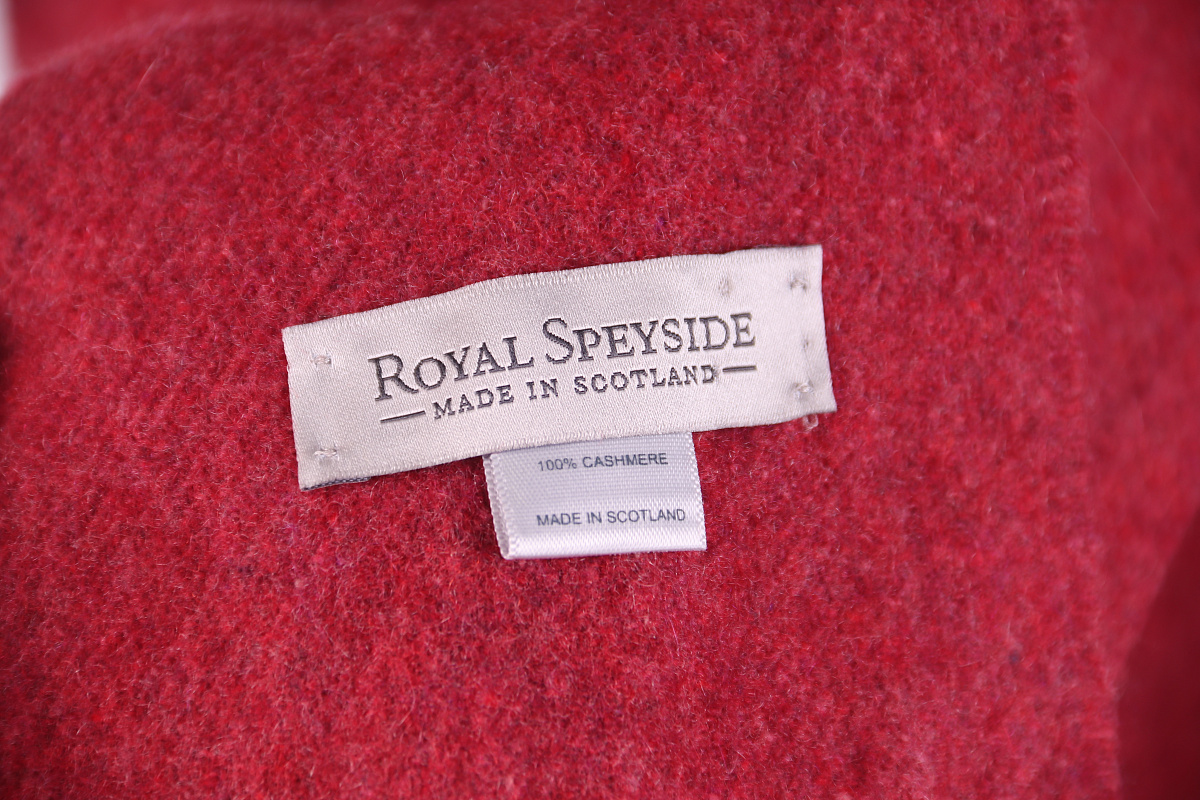 ROYAL SPEYSIDE
MADE IN SCOTLAND
100% CASHMERE
MADE IN SCOTLAND